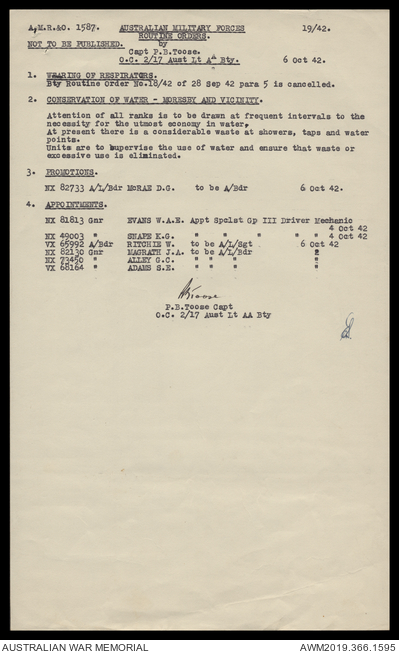 A.M.R.&O. 1587. AUSTRALIAN MILITARY FORCES 19/42.
ROUTINE ORDERS.
NOT TO BE PUBLISHED. by
Capt P.B.Toose.
O.C. 2/17 Aust Lt AA Bty. 6 Oct 42.
1. WEARING OF RESPIRATORS.
Bty Routine Order No.18/42 of 28 Sep 42 para 5 is cancelled.
2. CONSERVATION OF WATER - MORESBY AND VICINITY.
Attention of all ranks is to be drawn at frequent intervals to the
necessity for the utmost economy in water.
At present there is a considerable waste at showers, taps and water
points.
Units are to supervise the use of water and ensure that waste or
excessive use is eliminated.
3. PROMOTIONS.
NX 82733 A/L/Bdr McRAE D.G. to be A/Bdr 6 Oct 42.
4. APPOINTMENTS.
NX 81813 Gnr EVANS W.A.E. Appt Spclst Gp III Driver Mechanic
4 Oct 42
NX 49003 " SNAPE K.G. " " " " " 4 Oct 42
VX 65992 A/Bdr RITCHIE W. to be A/L/Sgt 6 Oct 42
NX 82130 Gnr MAGRATH J.A. to be A/L/Bdr "
NX 73450 " ALLEY G.C. " " " "
VX 68164 " ADAMS S.E. " " " "
PBToose
P.B.Toose Capt
O.C. 2/17 Aust Lt AA Bty
AUSTRALIAN WAR MEMORIAL AWM2019.366.1595